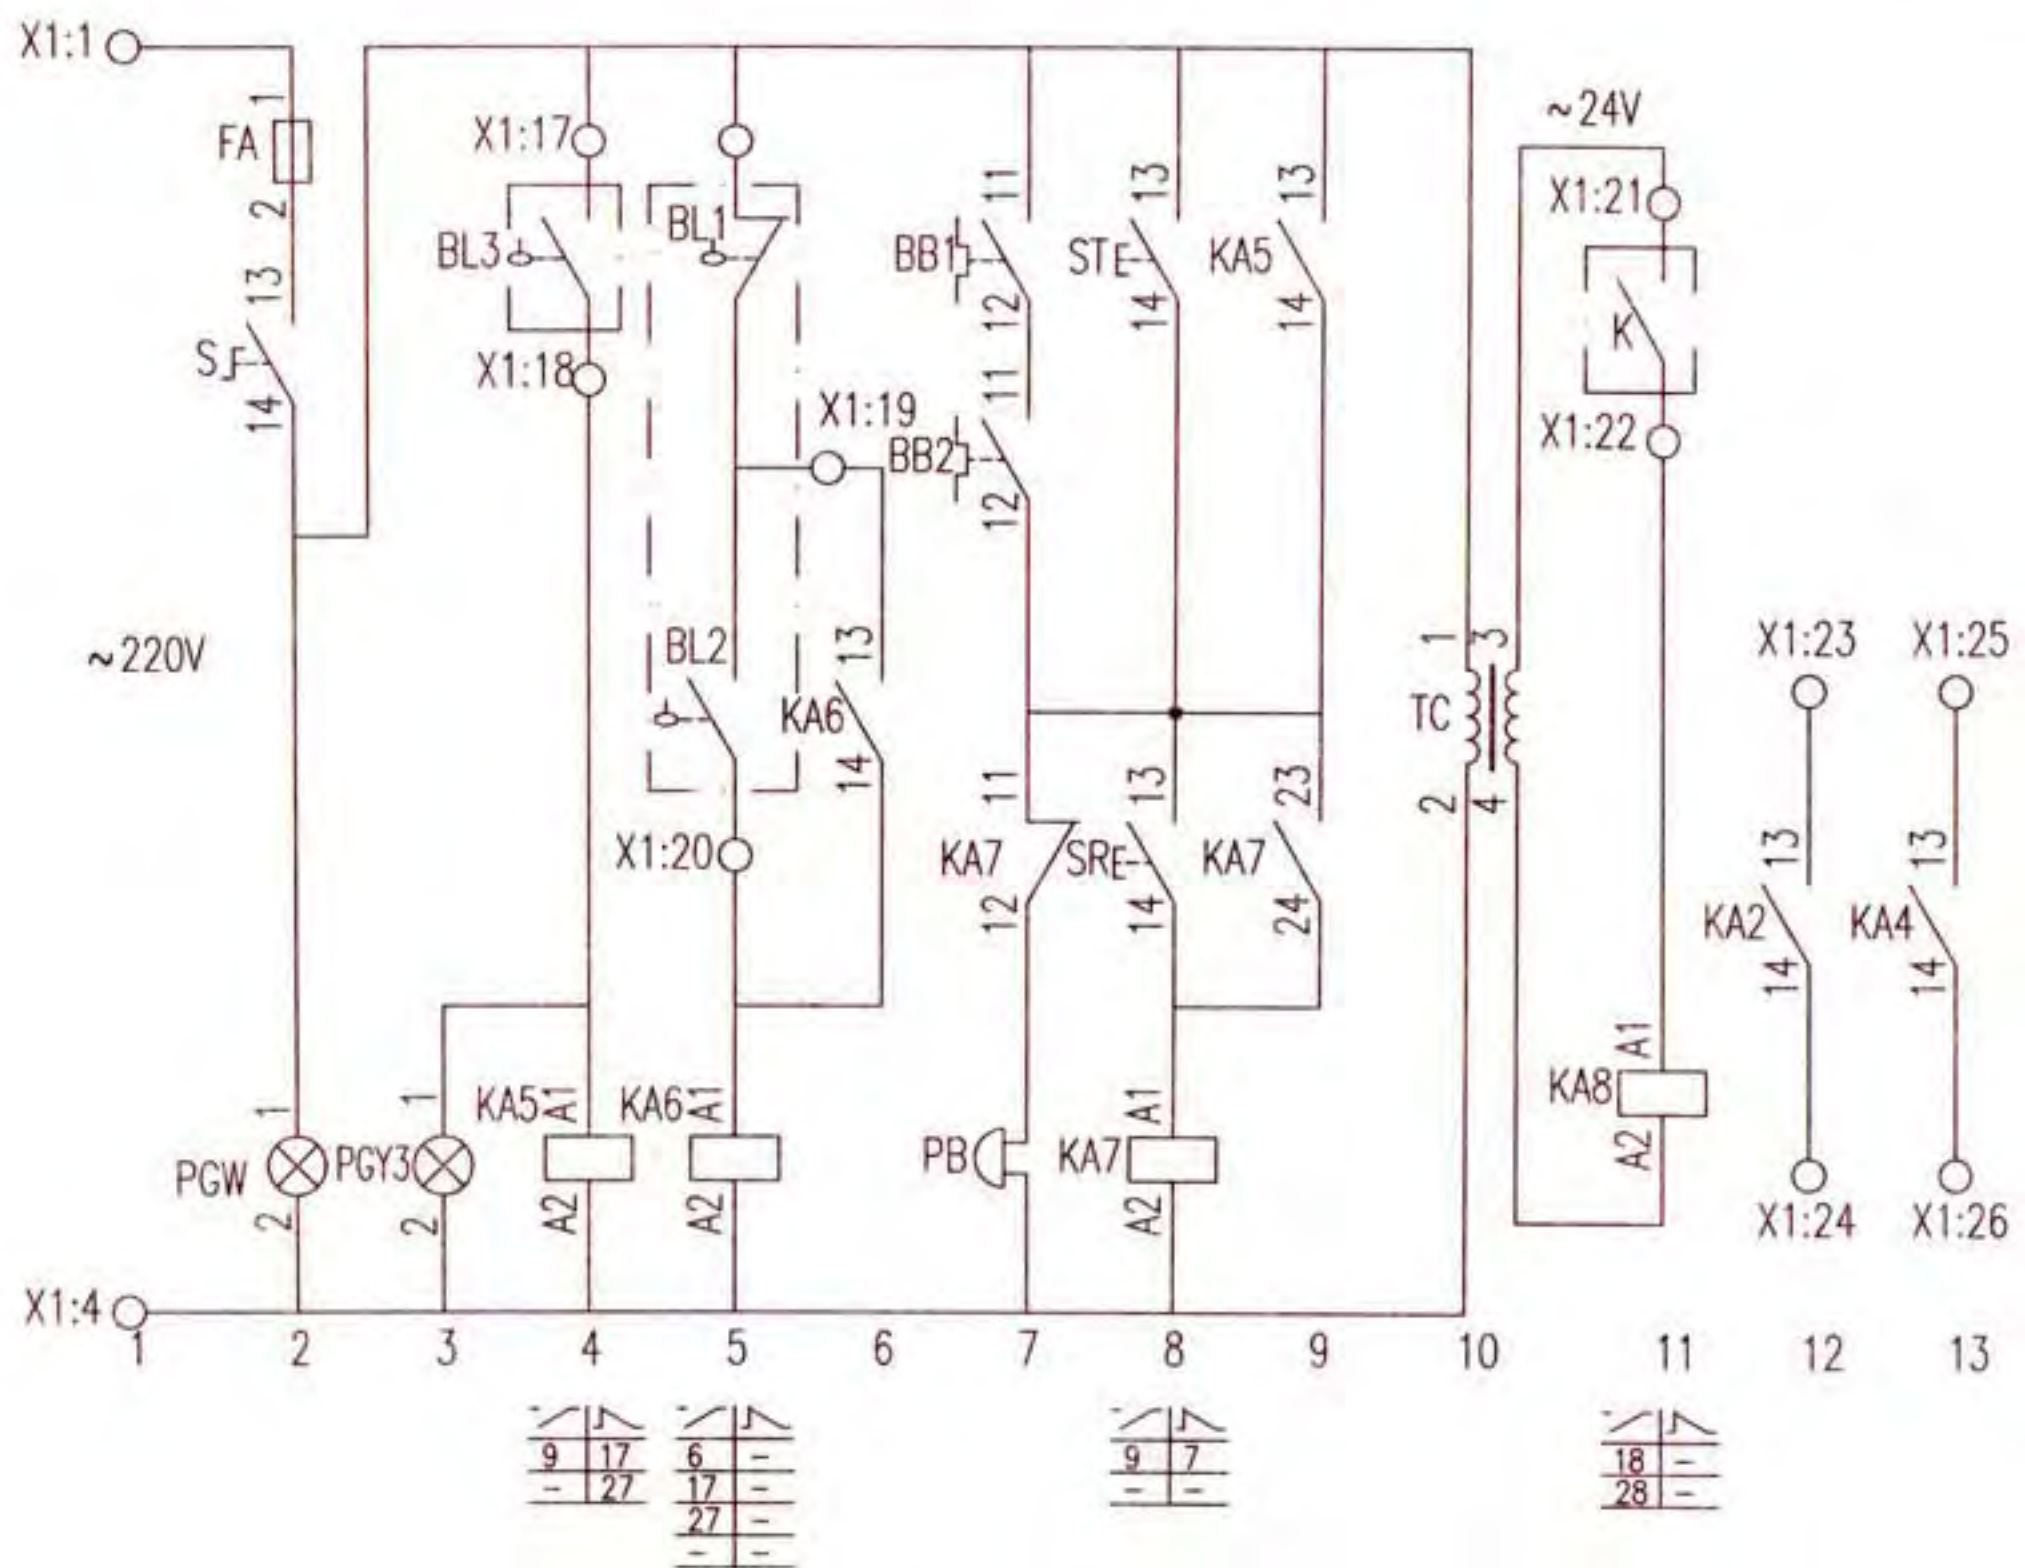 X1:1
FA
1
2
S
13
14
~220V
PGW
1
2
X1:4
PGY3
1
2
X1:17
BL3
X1:18
KA5
A1
A2
BL1
X1:19
BL2
X1:20
KA6
13
14
KA6
A1
A2
BB1
11
12
BB2
11
12
KA7
11
12
PB
STE
13
14
SRE
13
14
KA7
A1
A2
KA5
13
14
KA7
23
24
TC
1
3
2
4
~24V
X1:21
K
X1:22
KA8
A1
A2
X1:23
KA2
13
14
X1:24
X1:25
KA4
13
14
X1:26
1 2 3 4 5 6 7 8 9 10 11 12 13
9 17
- 27
6 -
17 -
27 -
- -
9 7
- -
18 -
28 -